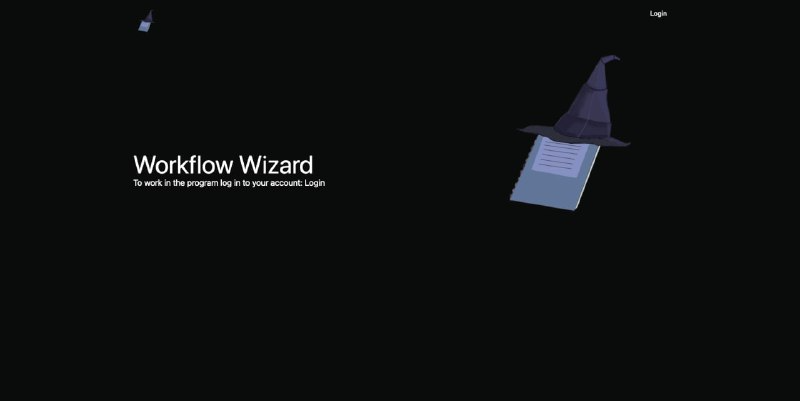 Login
Workflow Wizard
To work in the program log in to your account: Login